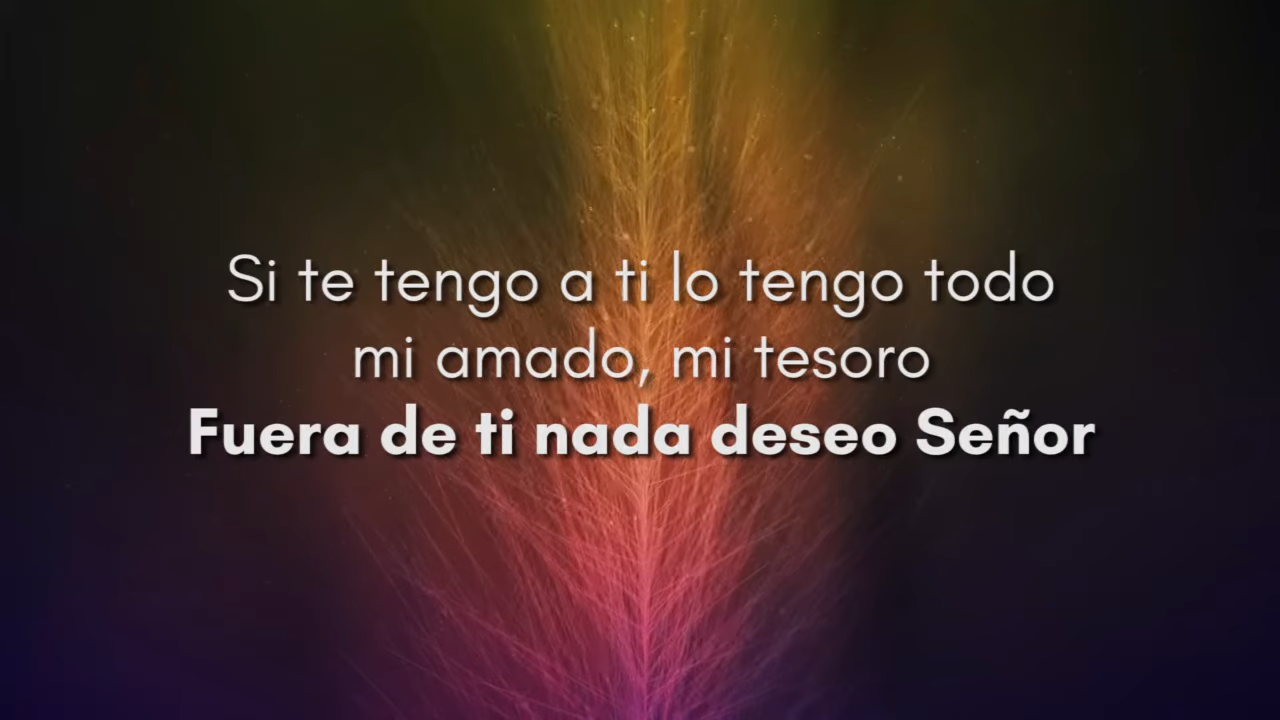 Si te tengo a ti lo tengo todo
mi amado, mi tesoro
Fuera de ti nada deseo Señor